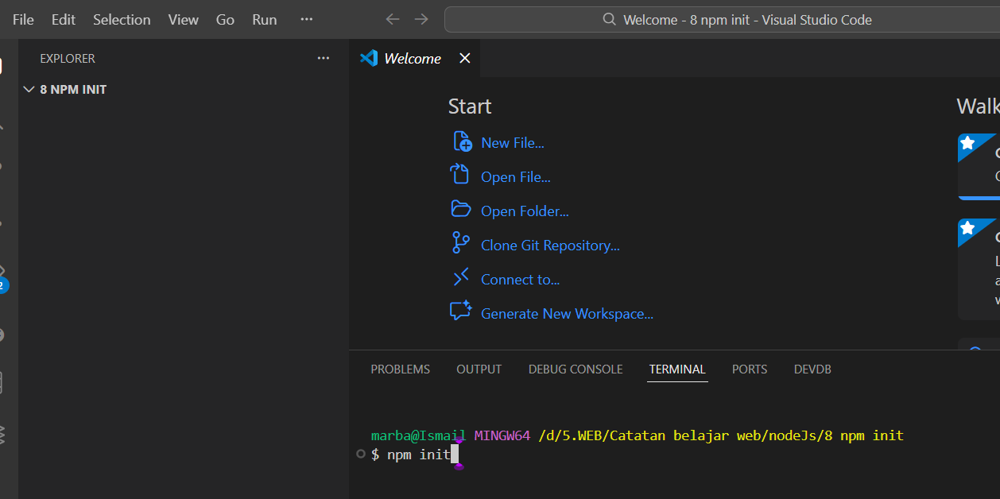 File Edit Selection View Go Run ···
Welcome - 8 npm init - Visual Studio Code
EXPLORER ···
8 NPM INIT
Welcome
Start
New File...
Open File...
Open Folder...
Clone Git Repository...
Connect to...
Generate New Workspace...
2
PROBLEMS OUTPUT DEBUG CONSOLE TERMINAL PORTS DEVDB
marba@Ismail MINGW64 /d/5.WEB/Catatan belajar web/nodeJs/8 npm init
$ npm init